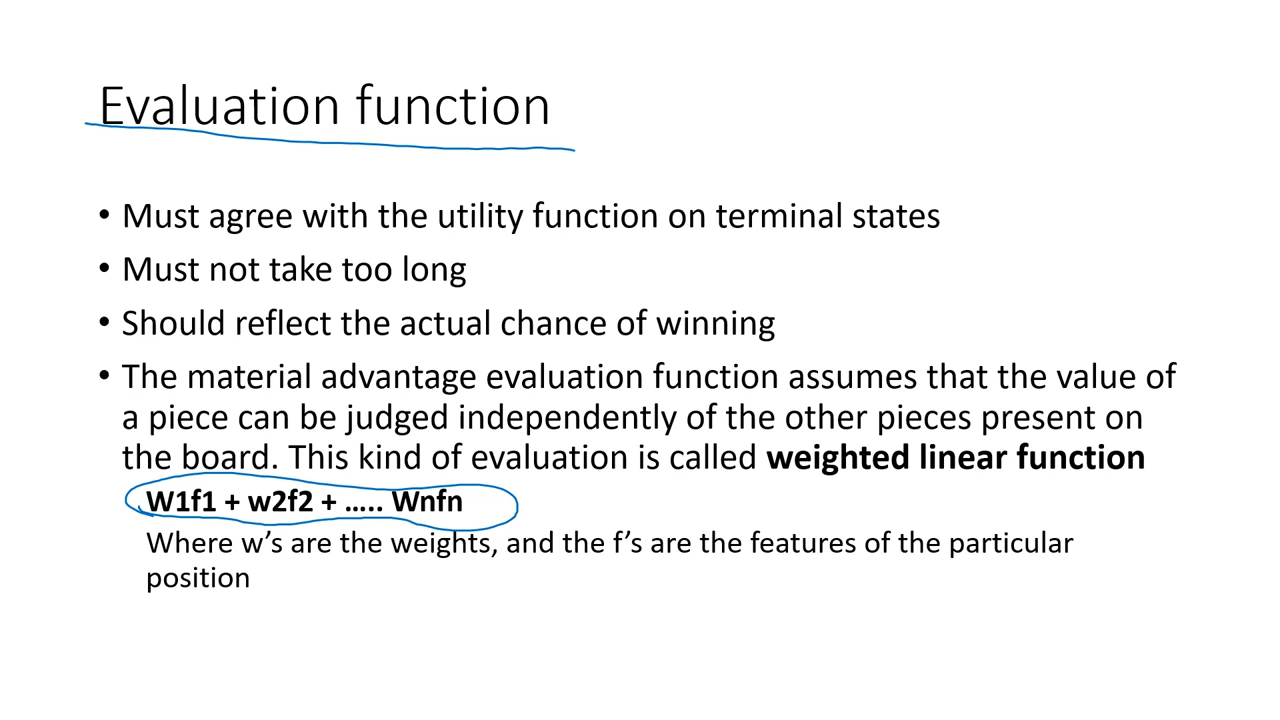 Evaluation function
• Must agree with the utility function on terminal states
• Must not take too long
• Should reflect the actual chance of winning
• The material advantage evaluation function assumes that the value of
a piece can be judged independently of the other pieces present on
the board. This kind of evaluation is called weighted linear function
W1f1 + w2f2 + ….. Wnfn
Where w’s are the weights, and the f’s are the features of the particular
position